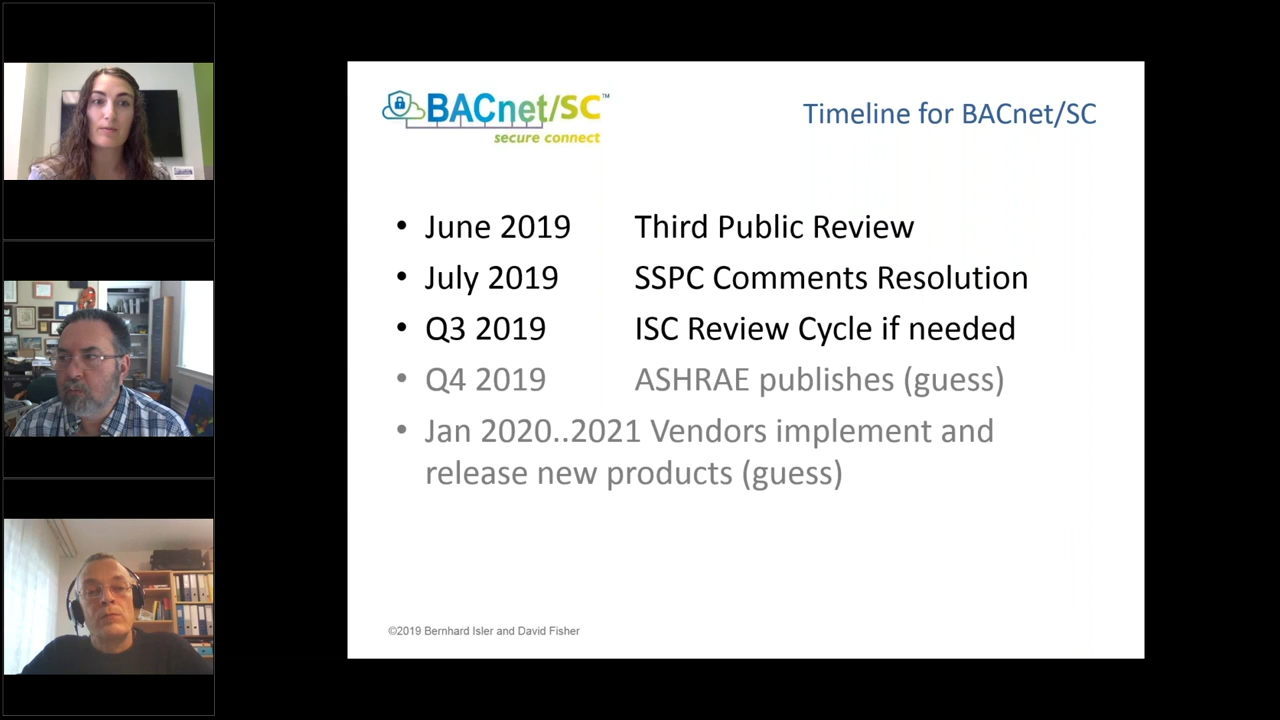 BACnet/SC™
secure connect
Timeline for BACnet/SC
• June 2019 Third Public Review
• July 2019 SSPC Comments Resolution
• Q3 2019 ISC Review Cycle if needed
• Q4 2019 ASHRAE publishes (guess)
• Jan 2020..2021 Vendors implement and
release new products (guess)
©2019 Bernhard Isler and David Fisher